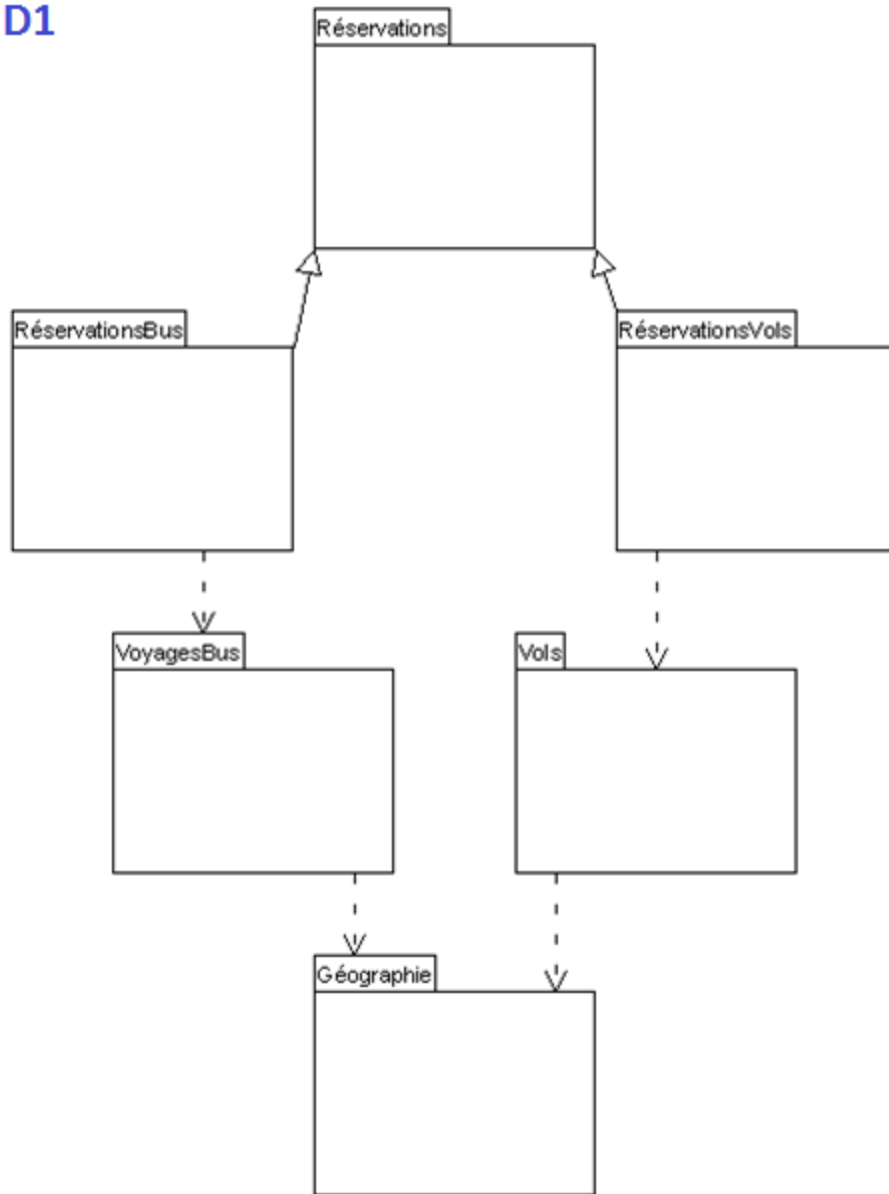 D1
Réservations
RéservationsBus
RéservationsVols
VoyagesBus
Vols
Géographie